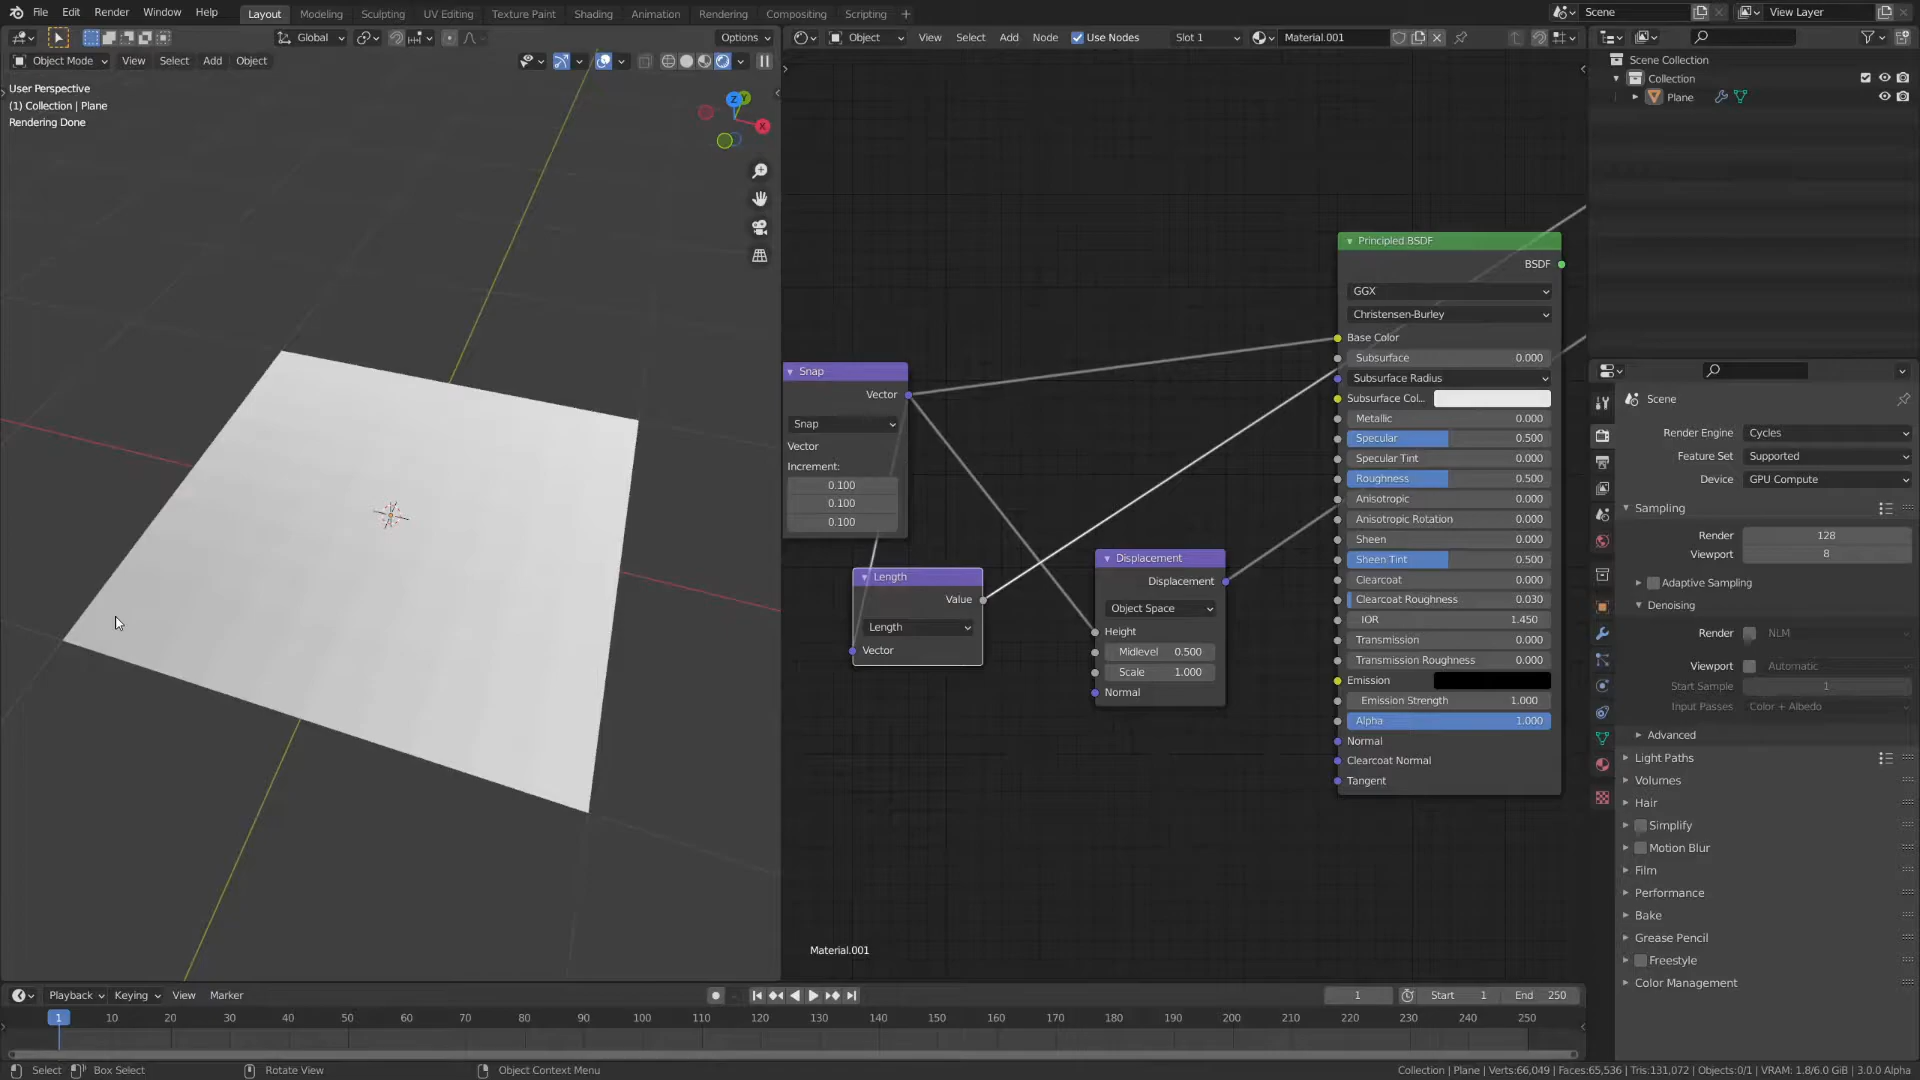 File Edit Render Window Help Layout Modeling Sculpting UV Editing Texture Paint Shading Animation Rendering Compositing Scripting + Scene View Layer
Global Options
Object View Select Add Node Use Nodes Slot 1 Material.001
Object Mode View Select Add Object
User Perspective
(1) Collection | Plane
Rendering Done
Z
Y
X
Scene Collection
Collection
Plane
Principled BSDF
BSDF
GGX
Christensen-Burley
Base Color
Subsurface 0.000
Subsurface Radius
Subsurface Col...
Metallic 0.000
Specular 0.500
Specular Tint 0.000
Roughness 0.500
Anisotropic 0.000
Anisotropic Rotation 0.000
Sheen 0.000
Sheen Tint 0.500
Clearcoat 0.000
Clearcoat Roughness 0.030
IOR 1.450
Transmission 0.000
Transmission Roughness 0.000
Emission
Emission Strength 1.000
Alpha 1.000
Normal
Clearcoat Normal
Tangent
Snap
Vector
Snap
Vector
Increment:
0.100
0.100
0.100
Length
Value
Length
Vector
Displacement
Displacement
Object Space
Height
Midlevel 0.500
Scale 1.000
Normal
Material.001
Scene
Render Engine Cycles
Feature Set Supported
Device GPU Compute
Sampling
Render 128
Viewport 8
Adaptive Sampling
Denoising
Render NLM
Viewport Automatic
Start Sample 1
Input Passes Color + Albedo
Advanced
Light Paths
Volumes
Hair
Simplify
Motion Blur
Film
Performance
Bake
Grease Pencil
Freestyle
Color Management
Playback Keying View Marker 1 Start 1 End 250
1 10 20 30 40 50 60 70 80 90 100 110 120 130 140 150 160 170 180 190 200 210 220 230 240 250
Select Box Select Rotate View Object Context Menu Collection | Plane | Verts:66,049 | Faces:65,536 | Tris:131,072 | Objects:0/1 | VRAM: 1.8/6.0 GiB | 3.0.0 Alpha